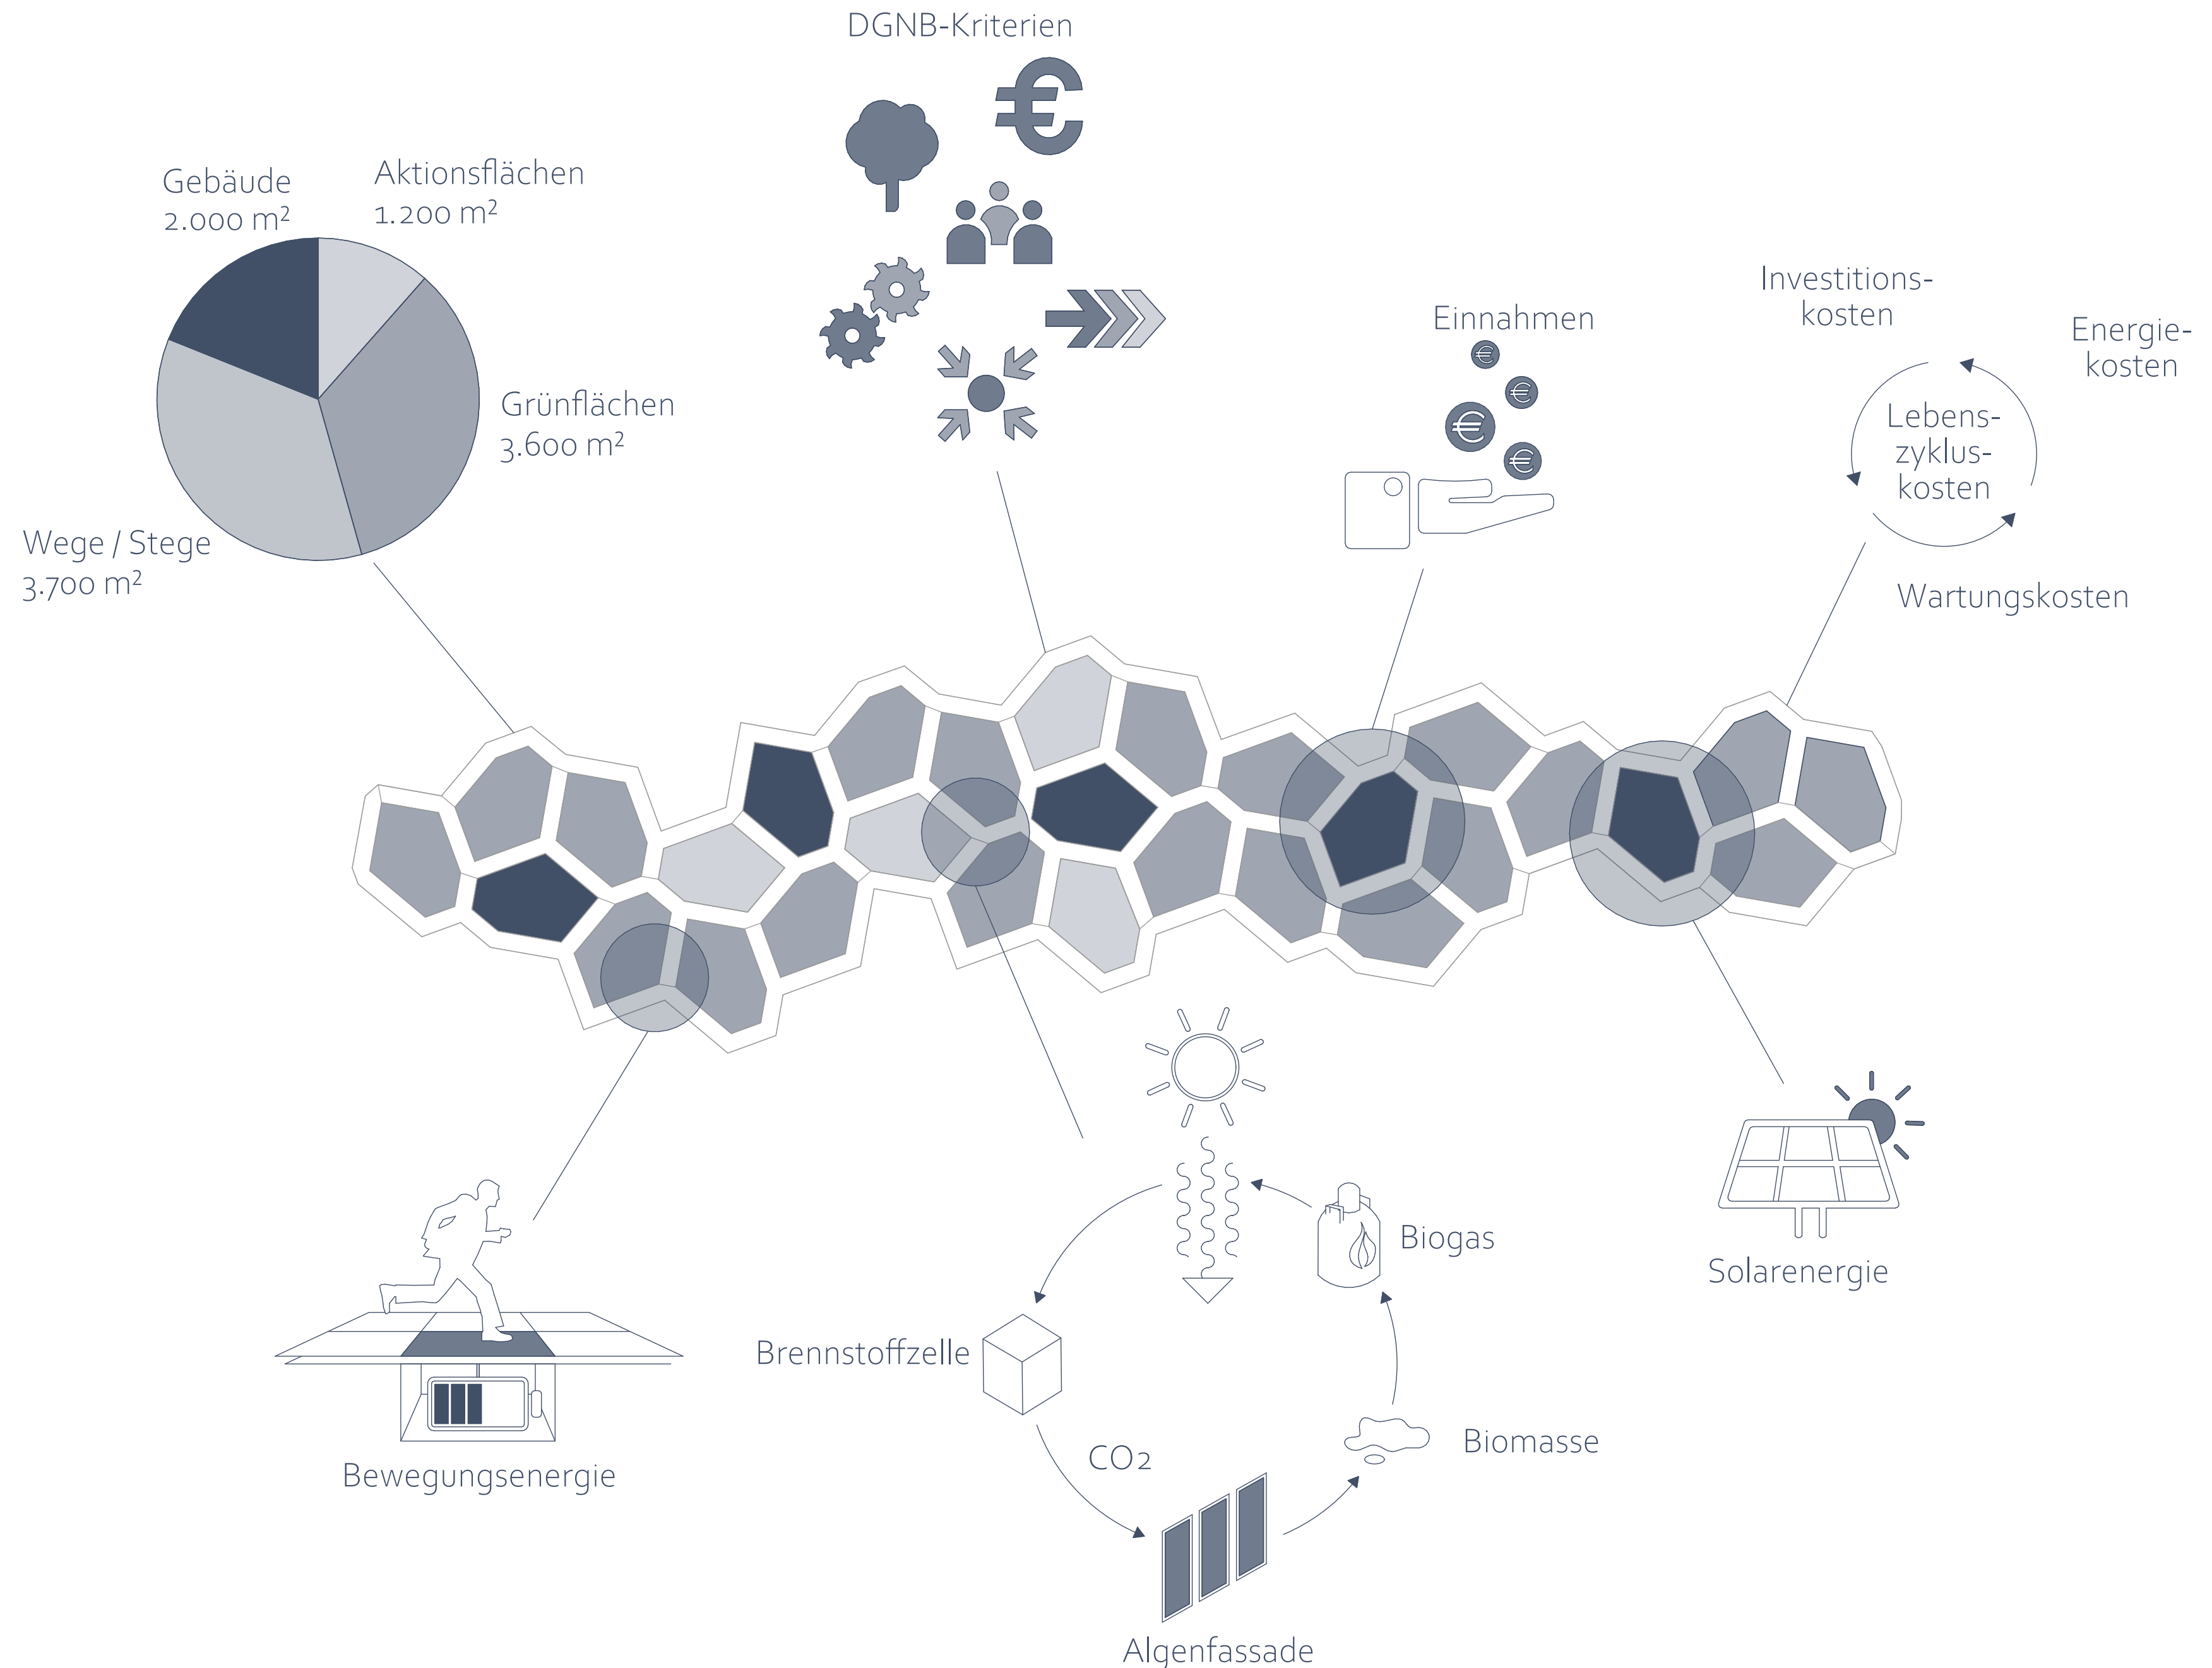 DGNB-Kriterien
Gebäude
2.000 m²
Aktionsflächen
1.200 m²
Grünflächen
3.600 m²
Wege / Stege
3.700 m²
Einnahmen
Investitions-
kosten
Energie-
kosten
Lebens-
zyklus-
kosten
Wartungskosten
Bewegungsenergie
Brennstoffzelle
CO2
Algenfassade
Biomasse
Biogas
Solarenergie